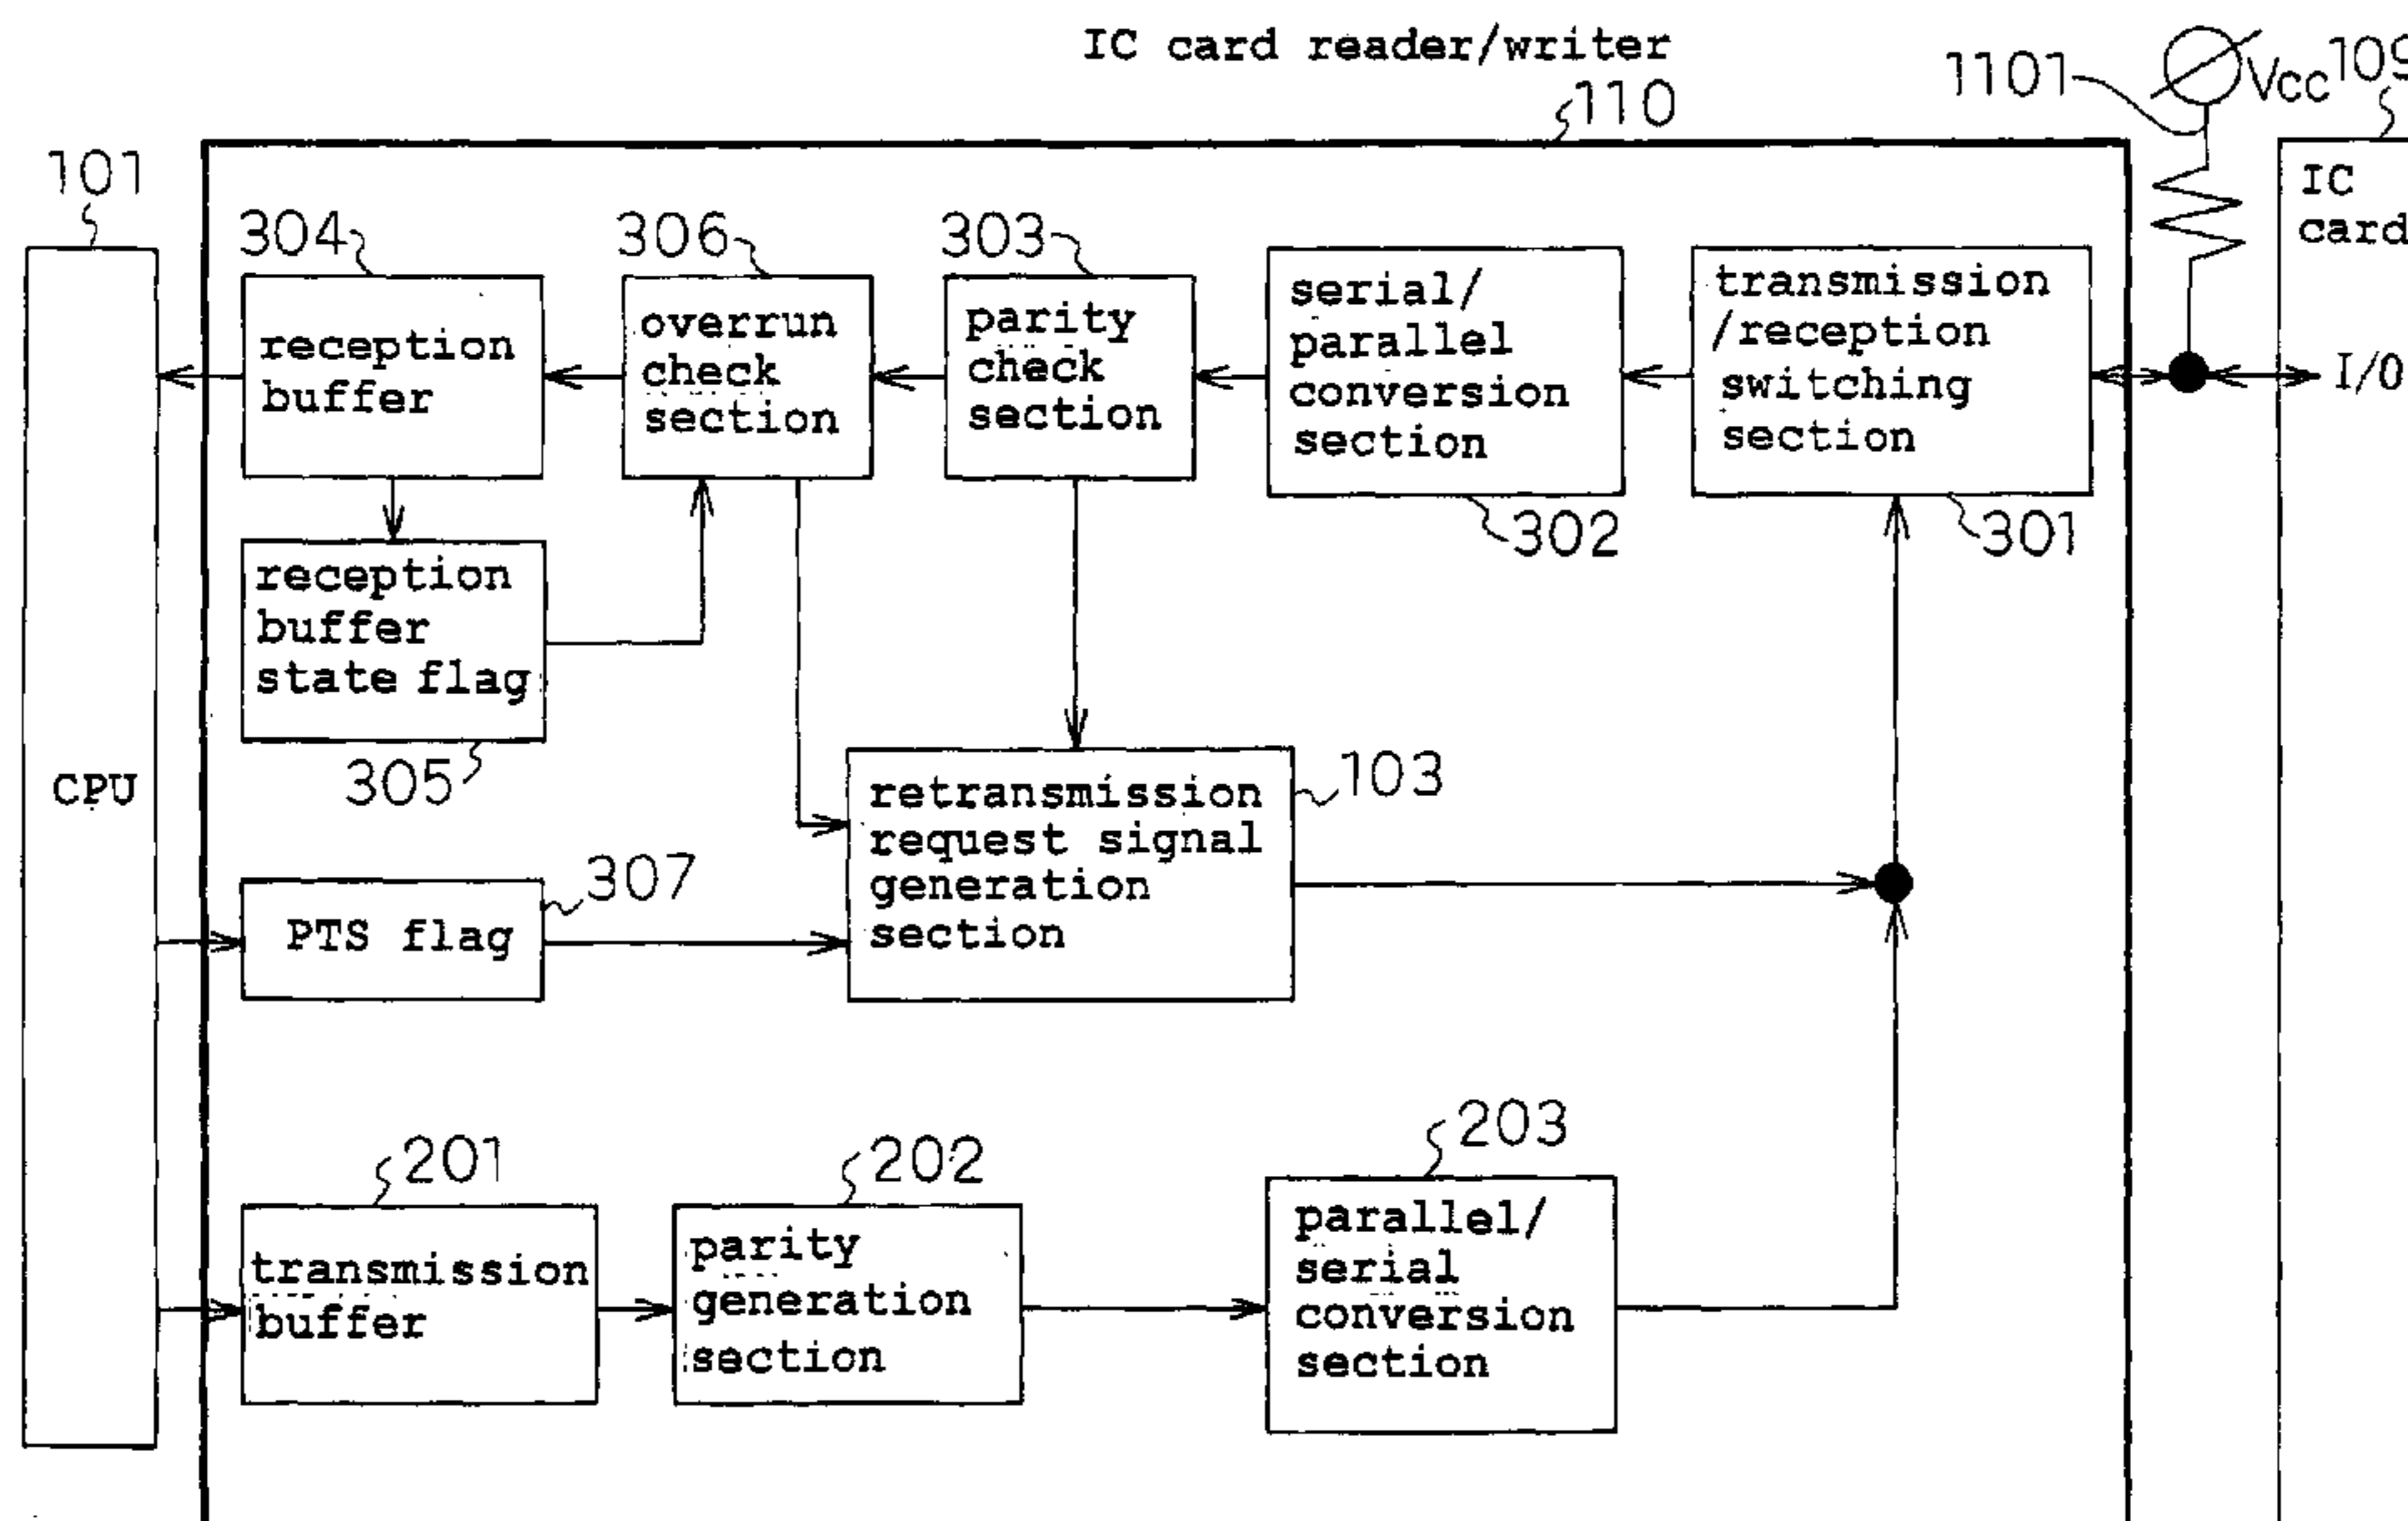 IC card reader/writer
110
1101
Vcc
109
101
304
306
303
IC
card
reception
buffer
overrun
check
section
parity
check
section
serial/
parallel
conversion
section
transmission
/reception
switching
section
I/O
302
301
reception
buffer
state flag
305
CPU
retransmission
request signal
generation
section
103
PTS flag
307
201
202
203
transmission
buffer
parity
generation
section
parallel/
serial
conversion
section